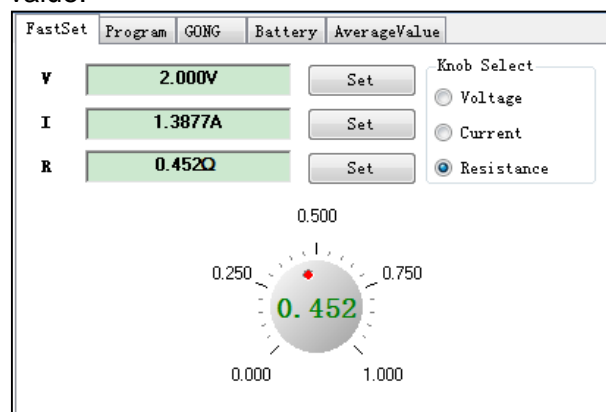 value.
FastSet Program GONG Battery AverageValue
Knob Select
V 2.000V Set
Voltage
I 1.3877A Set
Current
R 0.452Ω Set
Resistance
0.500
0.250 0.750
0.452
0.000 1.000